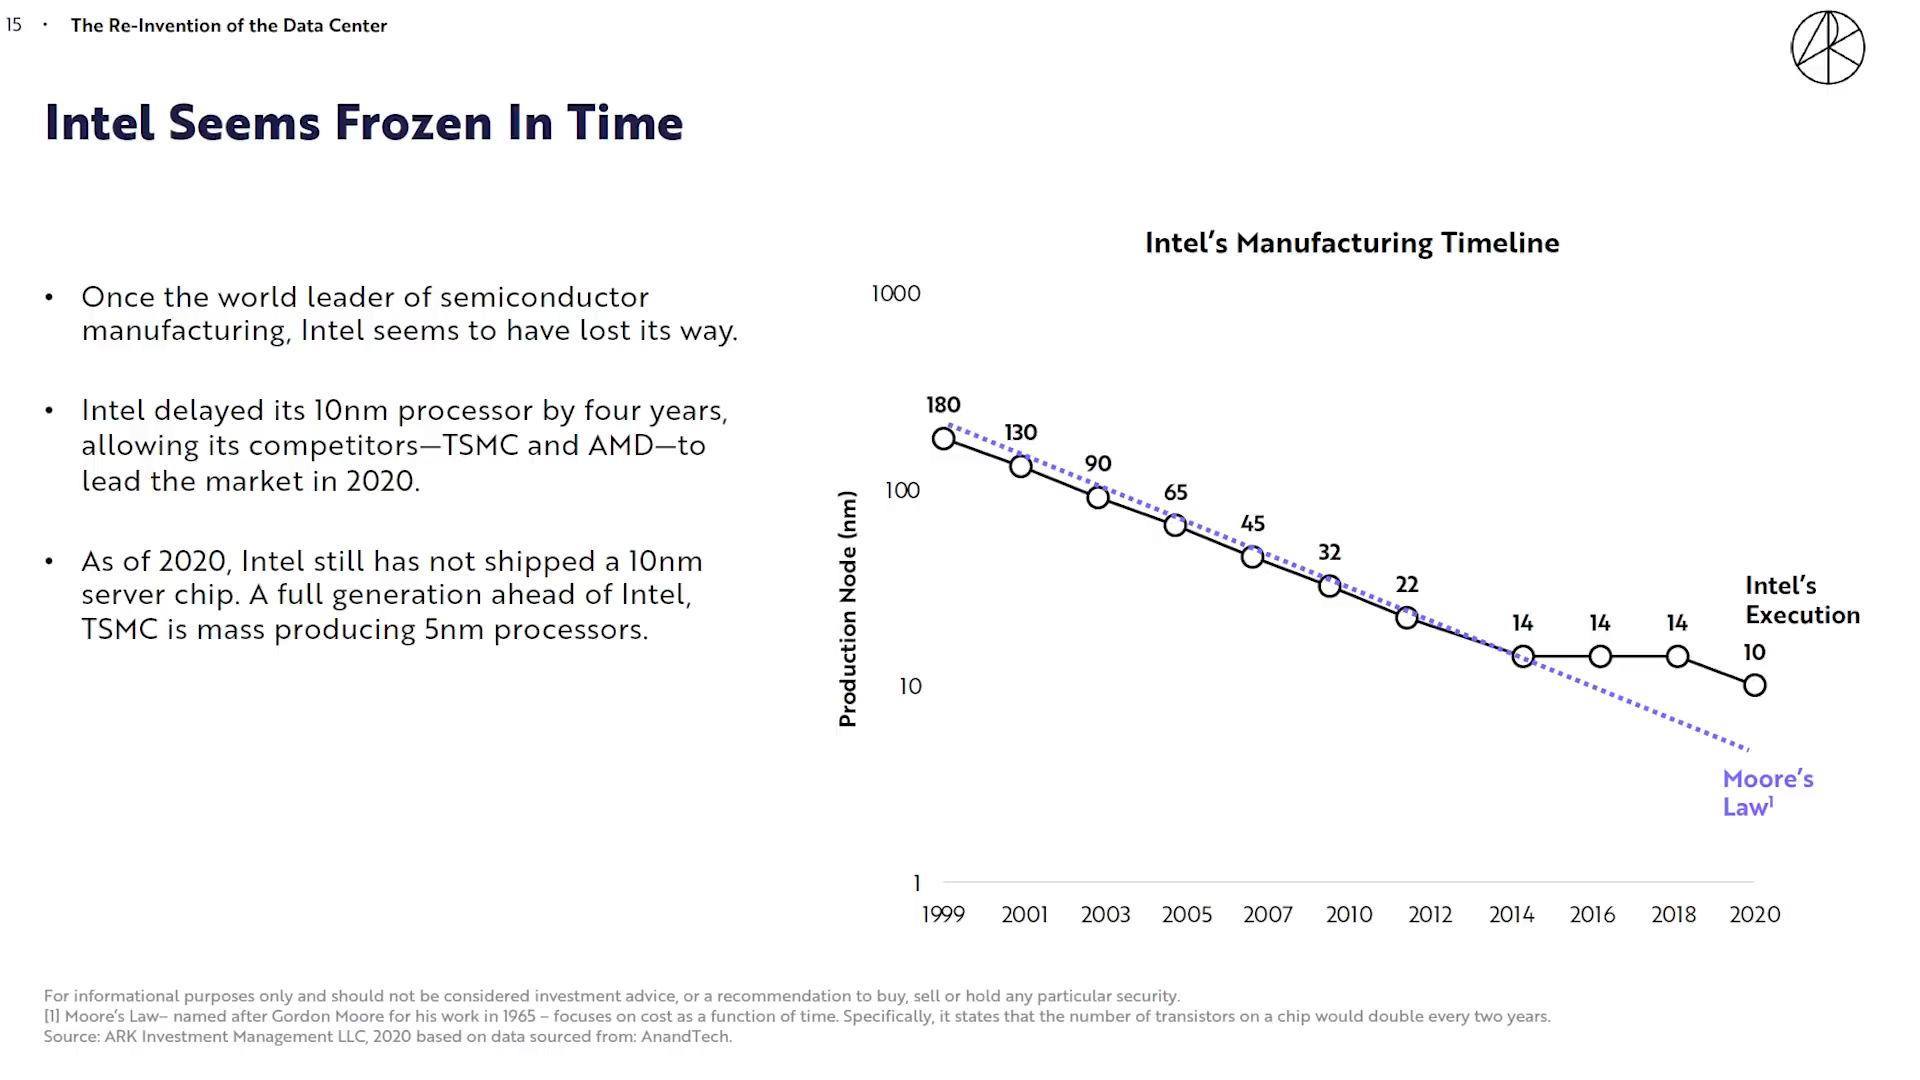 15 • The Re-Invention of the Data Center
Intel Seems Frozen In Time
• Once the world leader of semiconductor
manufacturing, Intel seems to have lost its way.
• Intel delayed its 10nm processor by four years,
allowing its competitors—TSMC and AMD—to
lead the market in 2020.
• As of 2020, Intel still has not shipped a 10nm
server chip. A full generation ahead of Intel,
TSMC is mass producing 5nm processors.
Intel’s Manufacturing Timeline
Production Node (nm)
1000
100
10
1
180
130
90
65
45
32
22
14
14
14
10
Intel’s
Execution
Moore’s
Law¹
1999 2001 2003 2005 2007 2010 2012 2014 2016 2018 2020
For informational purposes only and should not be considered investment advice, or a recommendation to buy, sell or hold any particular security.
[1] Moore’s Law– named after Gordon Moore for his work in 1965 – focuses on cost as a function of time. Specifically, it states that the number of transistors on a chip would double every two years.
Source: ARK Investment Management LLC, 2020 based on data sourced from: AnandTech.